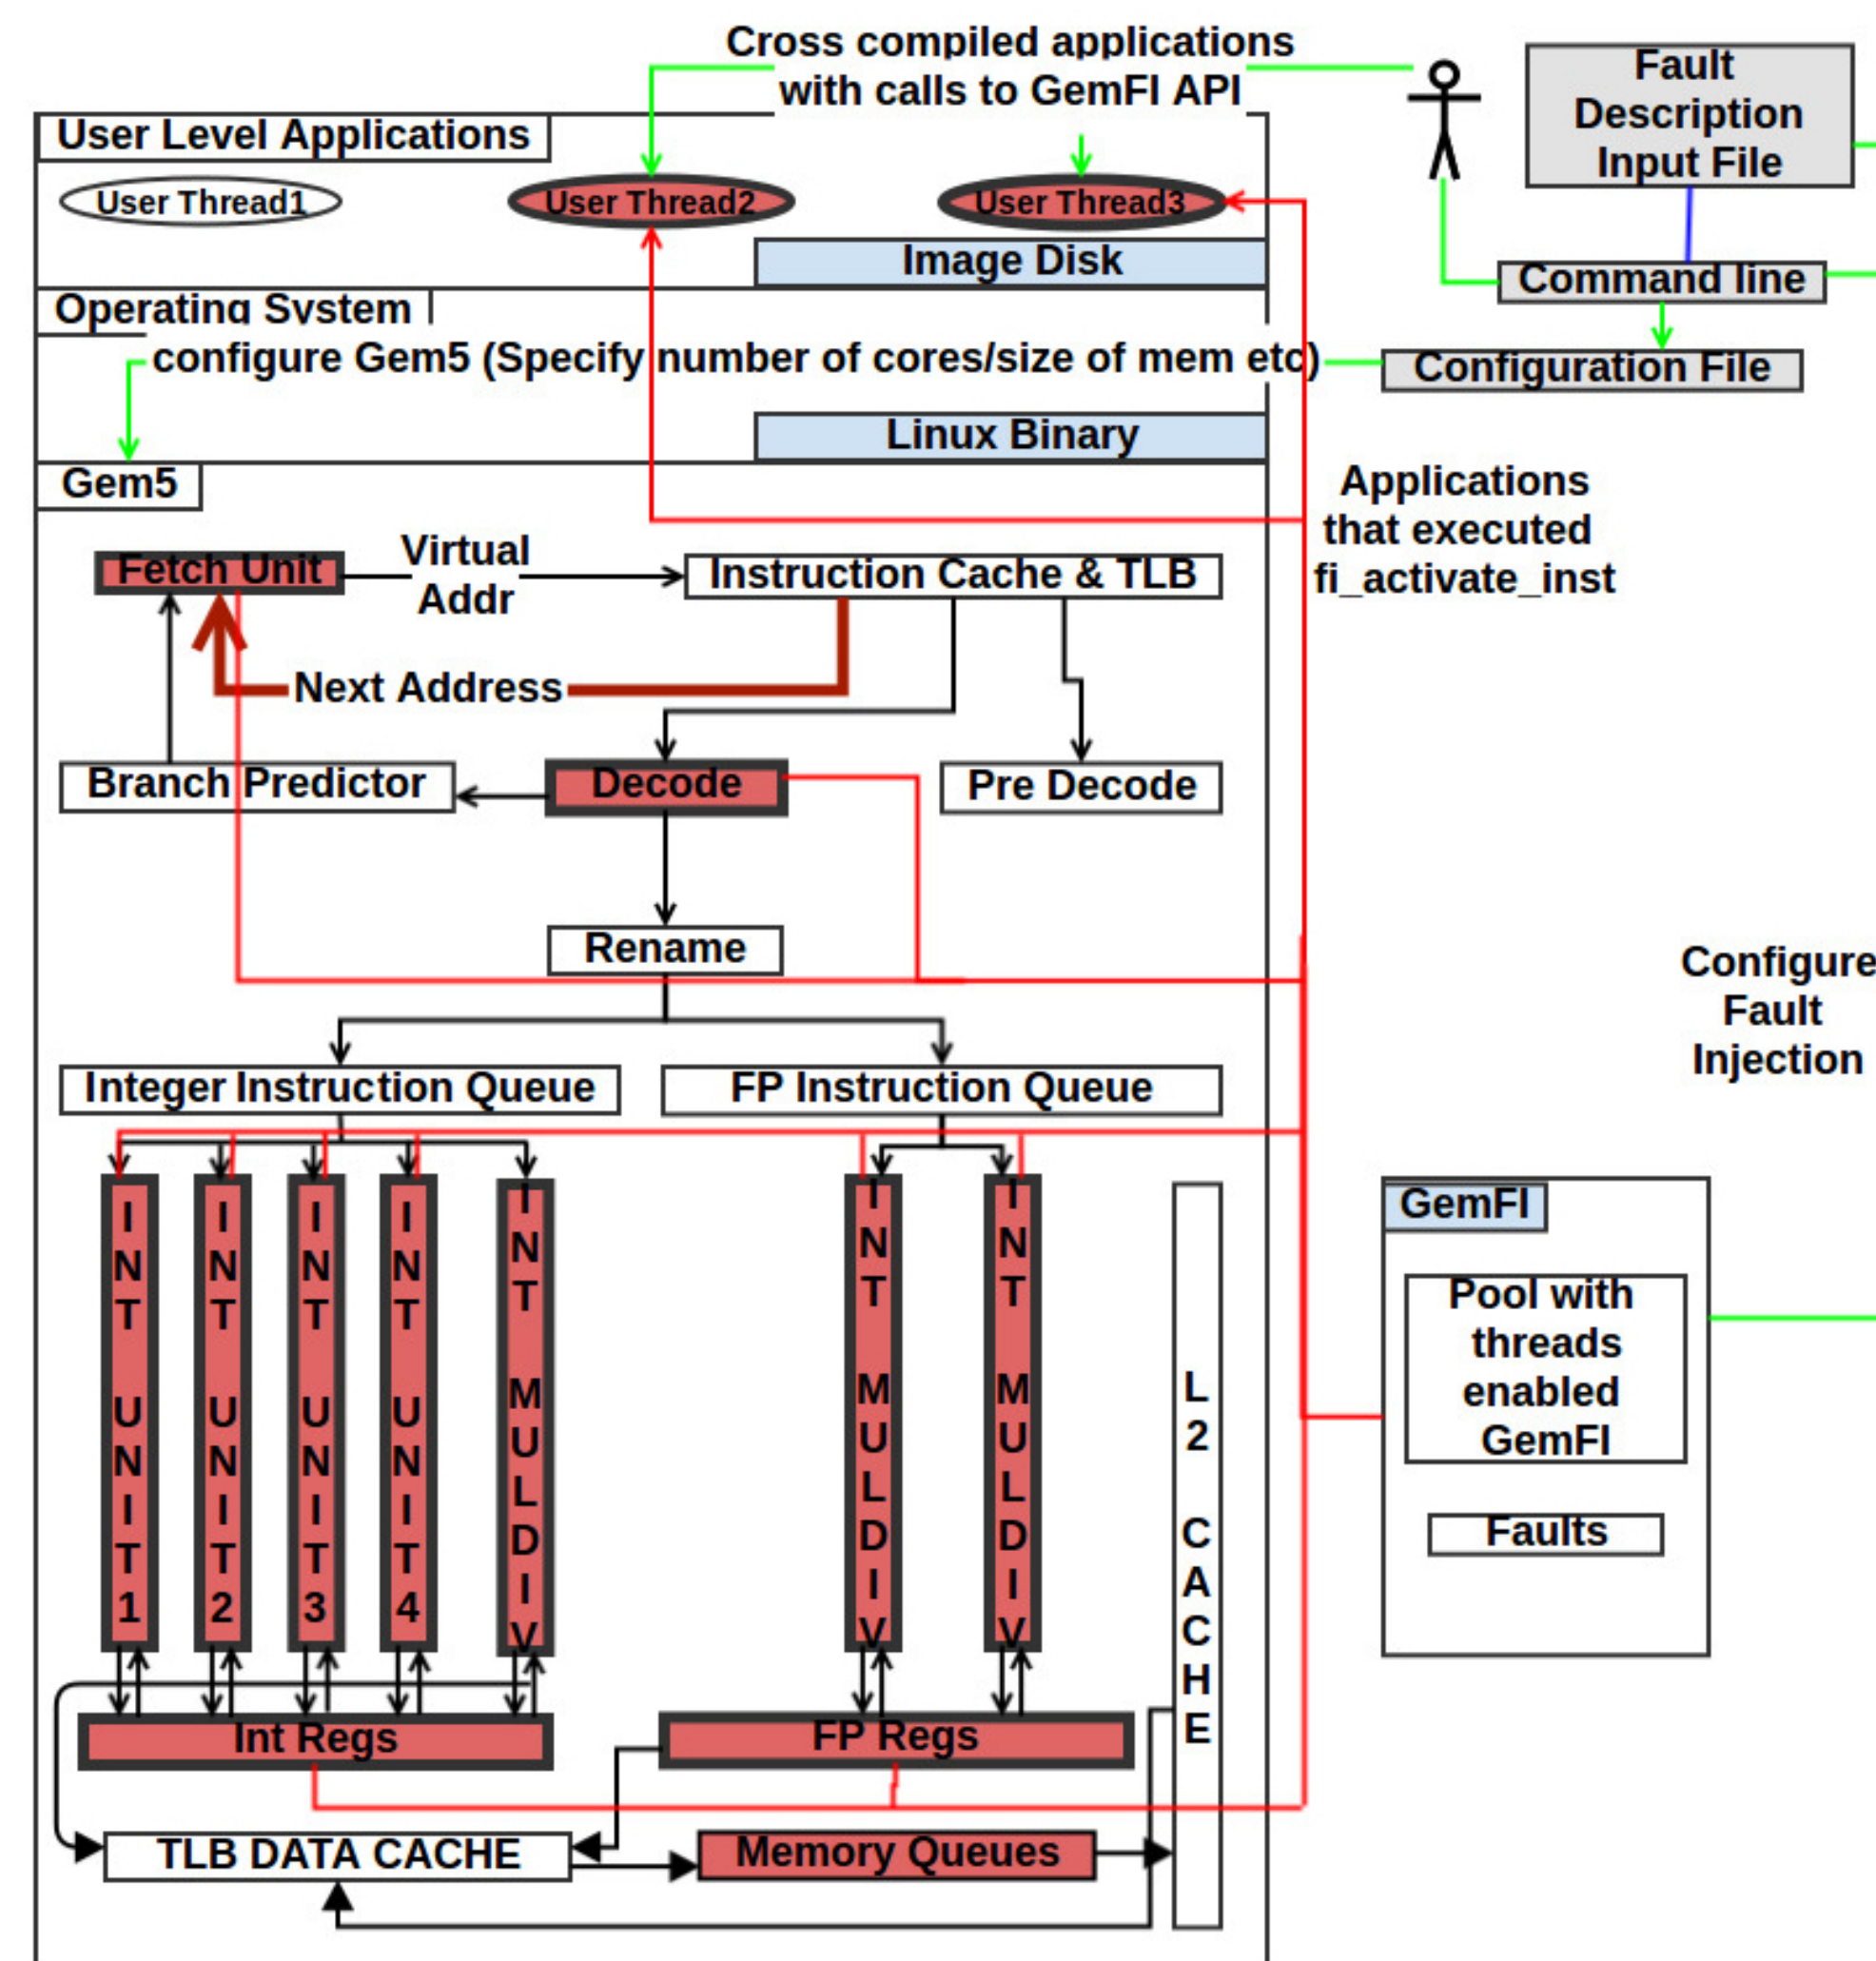 Cross compiled applications
with calls to GemFI API
Fault
Description
Input File
User Level Applications
User Thread1
User Thread2
User Thread3
Image Disk
Command line
Operating System
configure Gem5 (Specify number of cores/size of mem etc)
Configuration File
Linux Binary
Gem5
Applications
that executed
fi_activate_inst
Fetch Unit
Virtual
Addr
Instruction Cache & TLB
Next Address
Branch Predictor
Decode
Pre Decode
Rename
Configure
Fault
Injection
Integer Instruction Queue
FP Instruction Queue
INT UNIT1
INT UNIT2
INT UNIT3
INT UNIT4
INT MULDIV
INT MULDIV
INT MULDIV
L2 CACHE
GemFI
Pool with
threads
enabled
GemFI
Faults
Int Regs
FP Regs
TLB DATA CACHE
Memory Queues